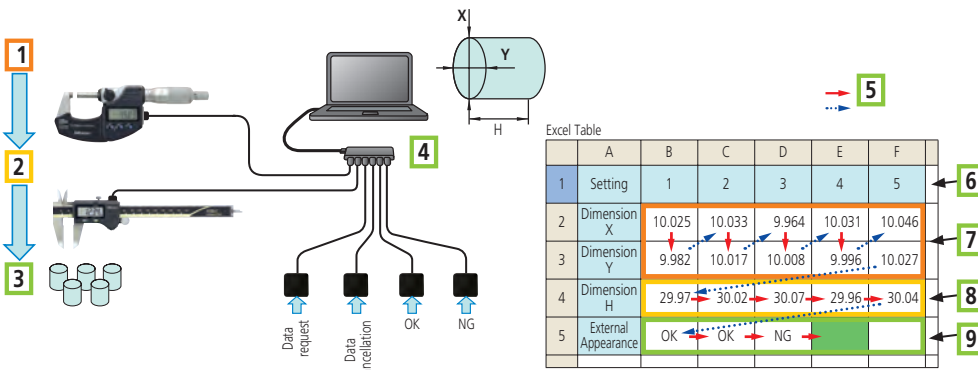 1
2
3
4
X
Y
H
Data
request
Data
ncellation
OK
NG
5
Excel Table
A B C D E F
1 Setting 1 2 3 4 5
6
2 Dimension X 10.025 10.033 9.964 10.031 10.046
7
3 Dimension Y 9.982 10.017 10.008 9.996 10.027
4 Dimension H 29.97 30.02 30.07 29.96 30.04
8
5 External Appearance OK OK NG
9